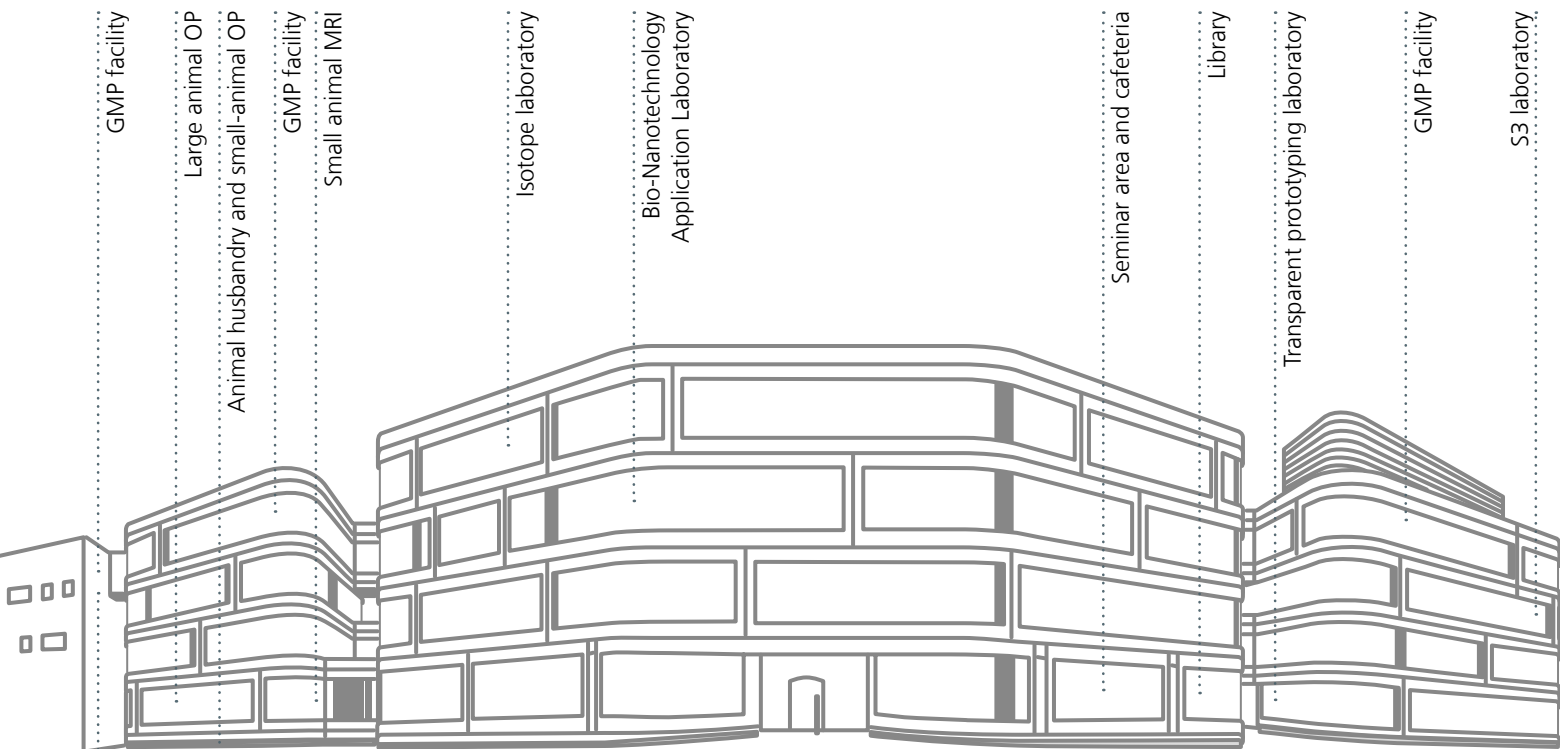 GMP facility
Large animal OP
Animal husbandry and small-animal OP
GMP facility
Small animal MRI
Isotope laboratory
Bio-Nanotechnology
Application Laboratory
Seminar area and cafeteria
Library
Transparent prototyping laboratory
GMP facility
S3 laboratory